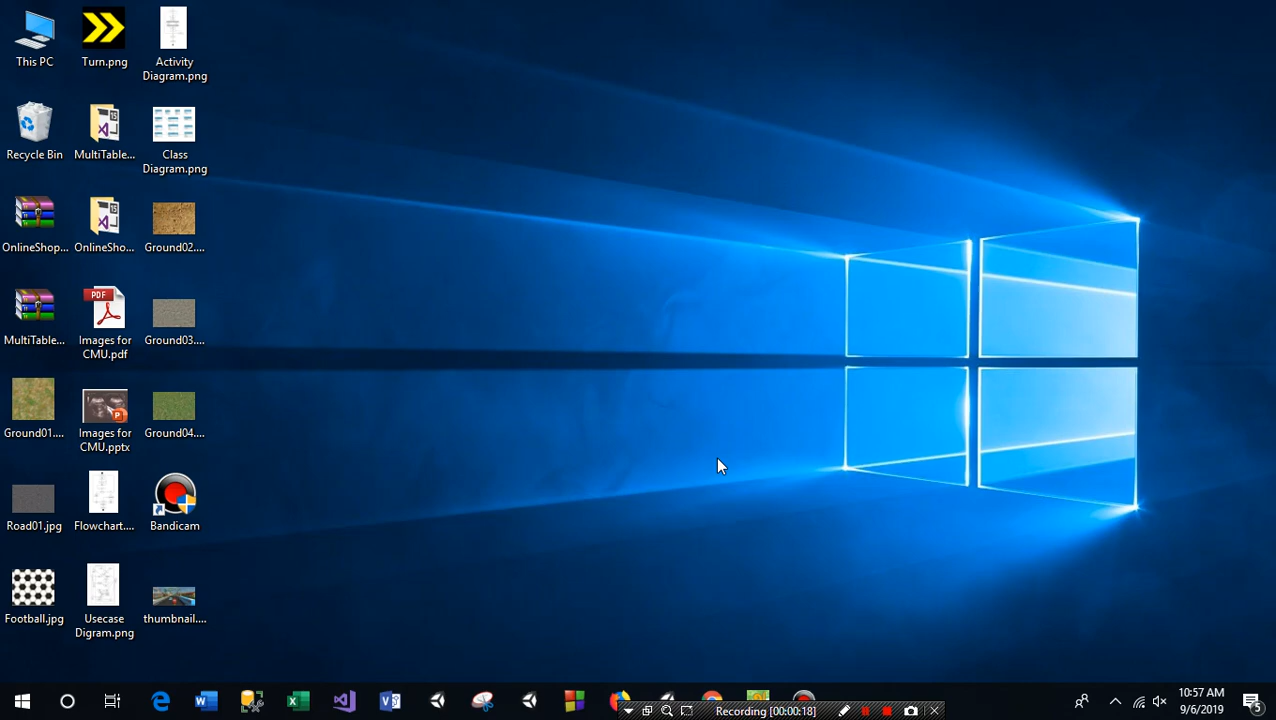 This PC
Turn.png
Activity
Diagram.png
Recycle Bin
MultiTable...
Class
Diagram.png
OnlineShop...
OnlineSho...
Ground02....
MultiTable...
PDF
Images for
CMU.pdf
Ground03....
Ground01....
Images for
CMU.pptx
Ground04....
Road01.jpg
Flowchart....
Bandicam
Football.jpg
Usecase
Digram.png
thumbnail....
Recording [00:00:18]
10:57 AM
9/6/2019
5